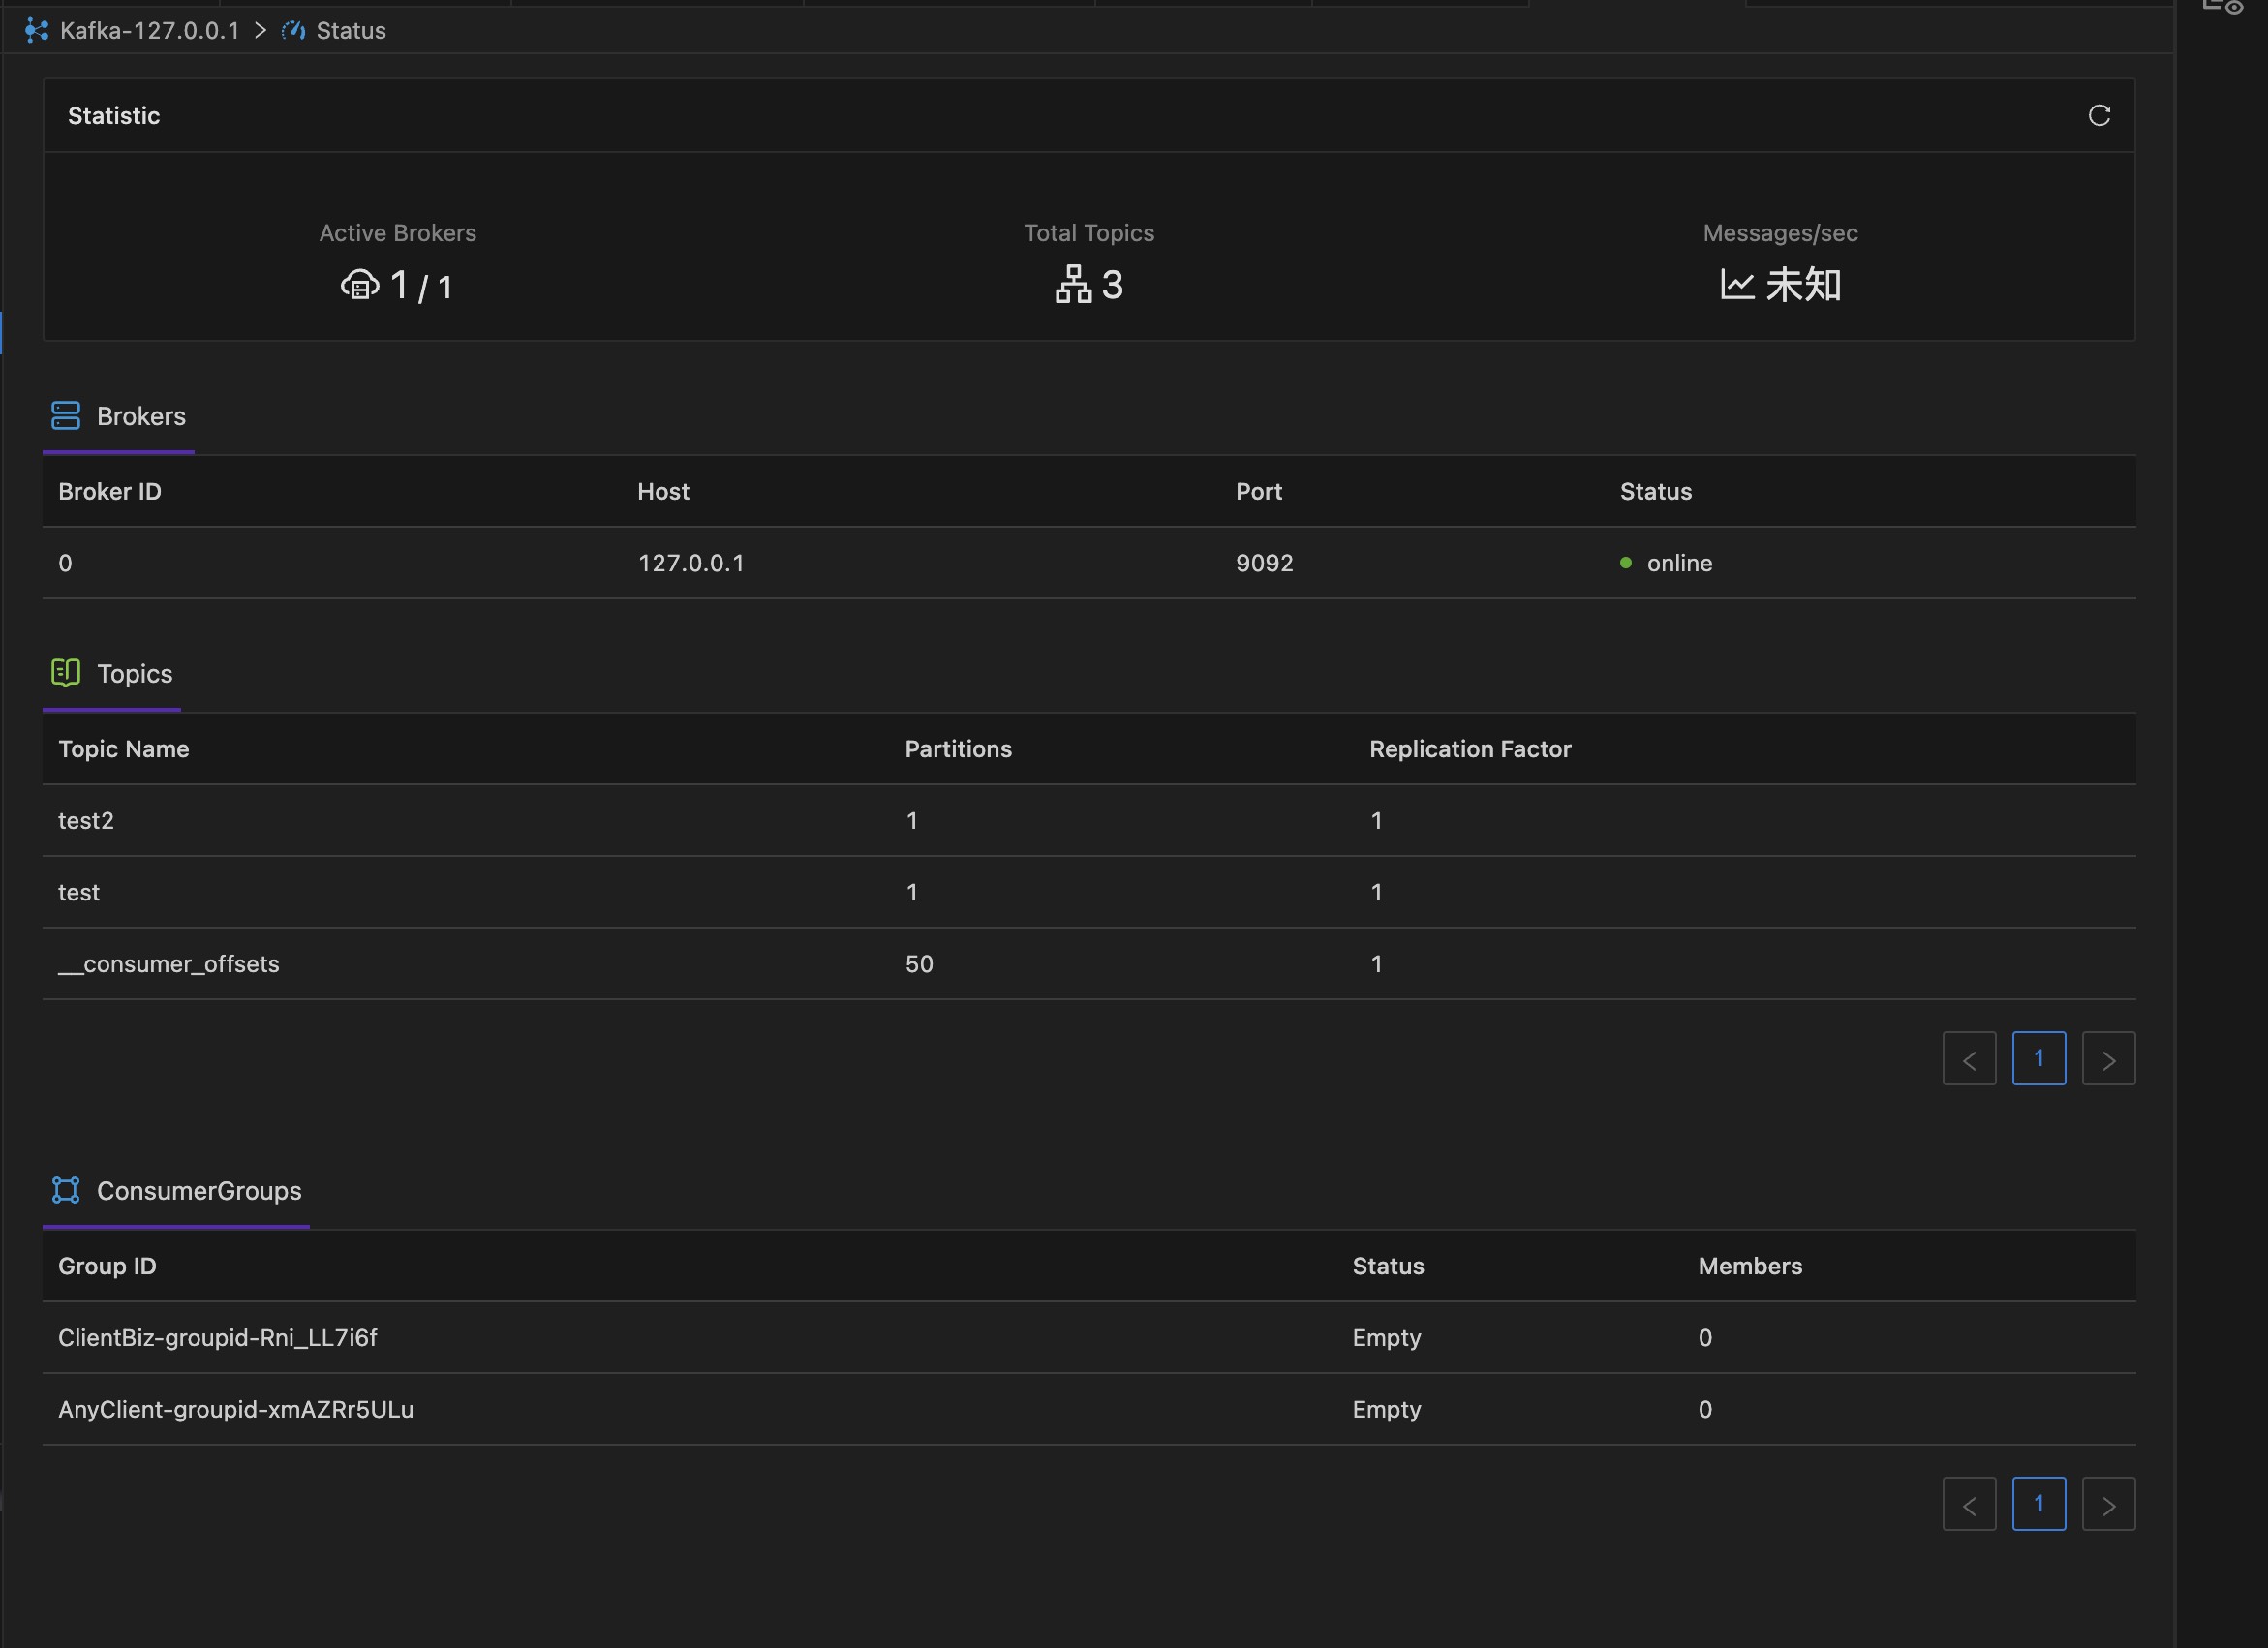 Kafka-127.0.0.1 > Status
Statistic
Active Brokers Total Topics Messages/sec
1 / 1 3 未知
Brokers
Broker ID Host Port Status
0 127.0.0.1 9092 online
Topics
Topic Name Partitions Replication Factor
test2 1 1
test 1 1
__consumer_offsets 50 1
< 1 >
ConsumerGroups
Group ID Status Members
ClientBiz-groupid-Rni_LL7i6f Empty 0
AnyClient-groupid-xmAZRr5ULu Empty 0
< 1 >